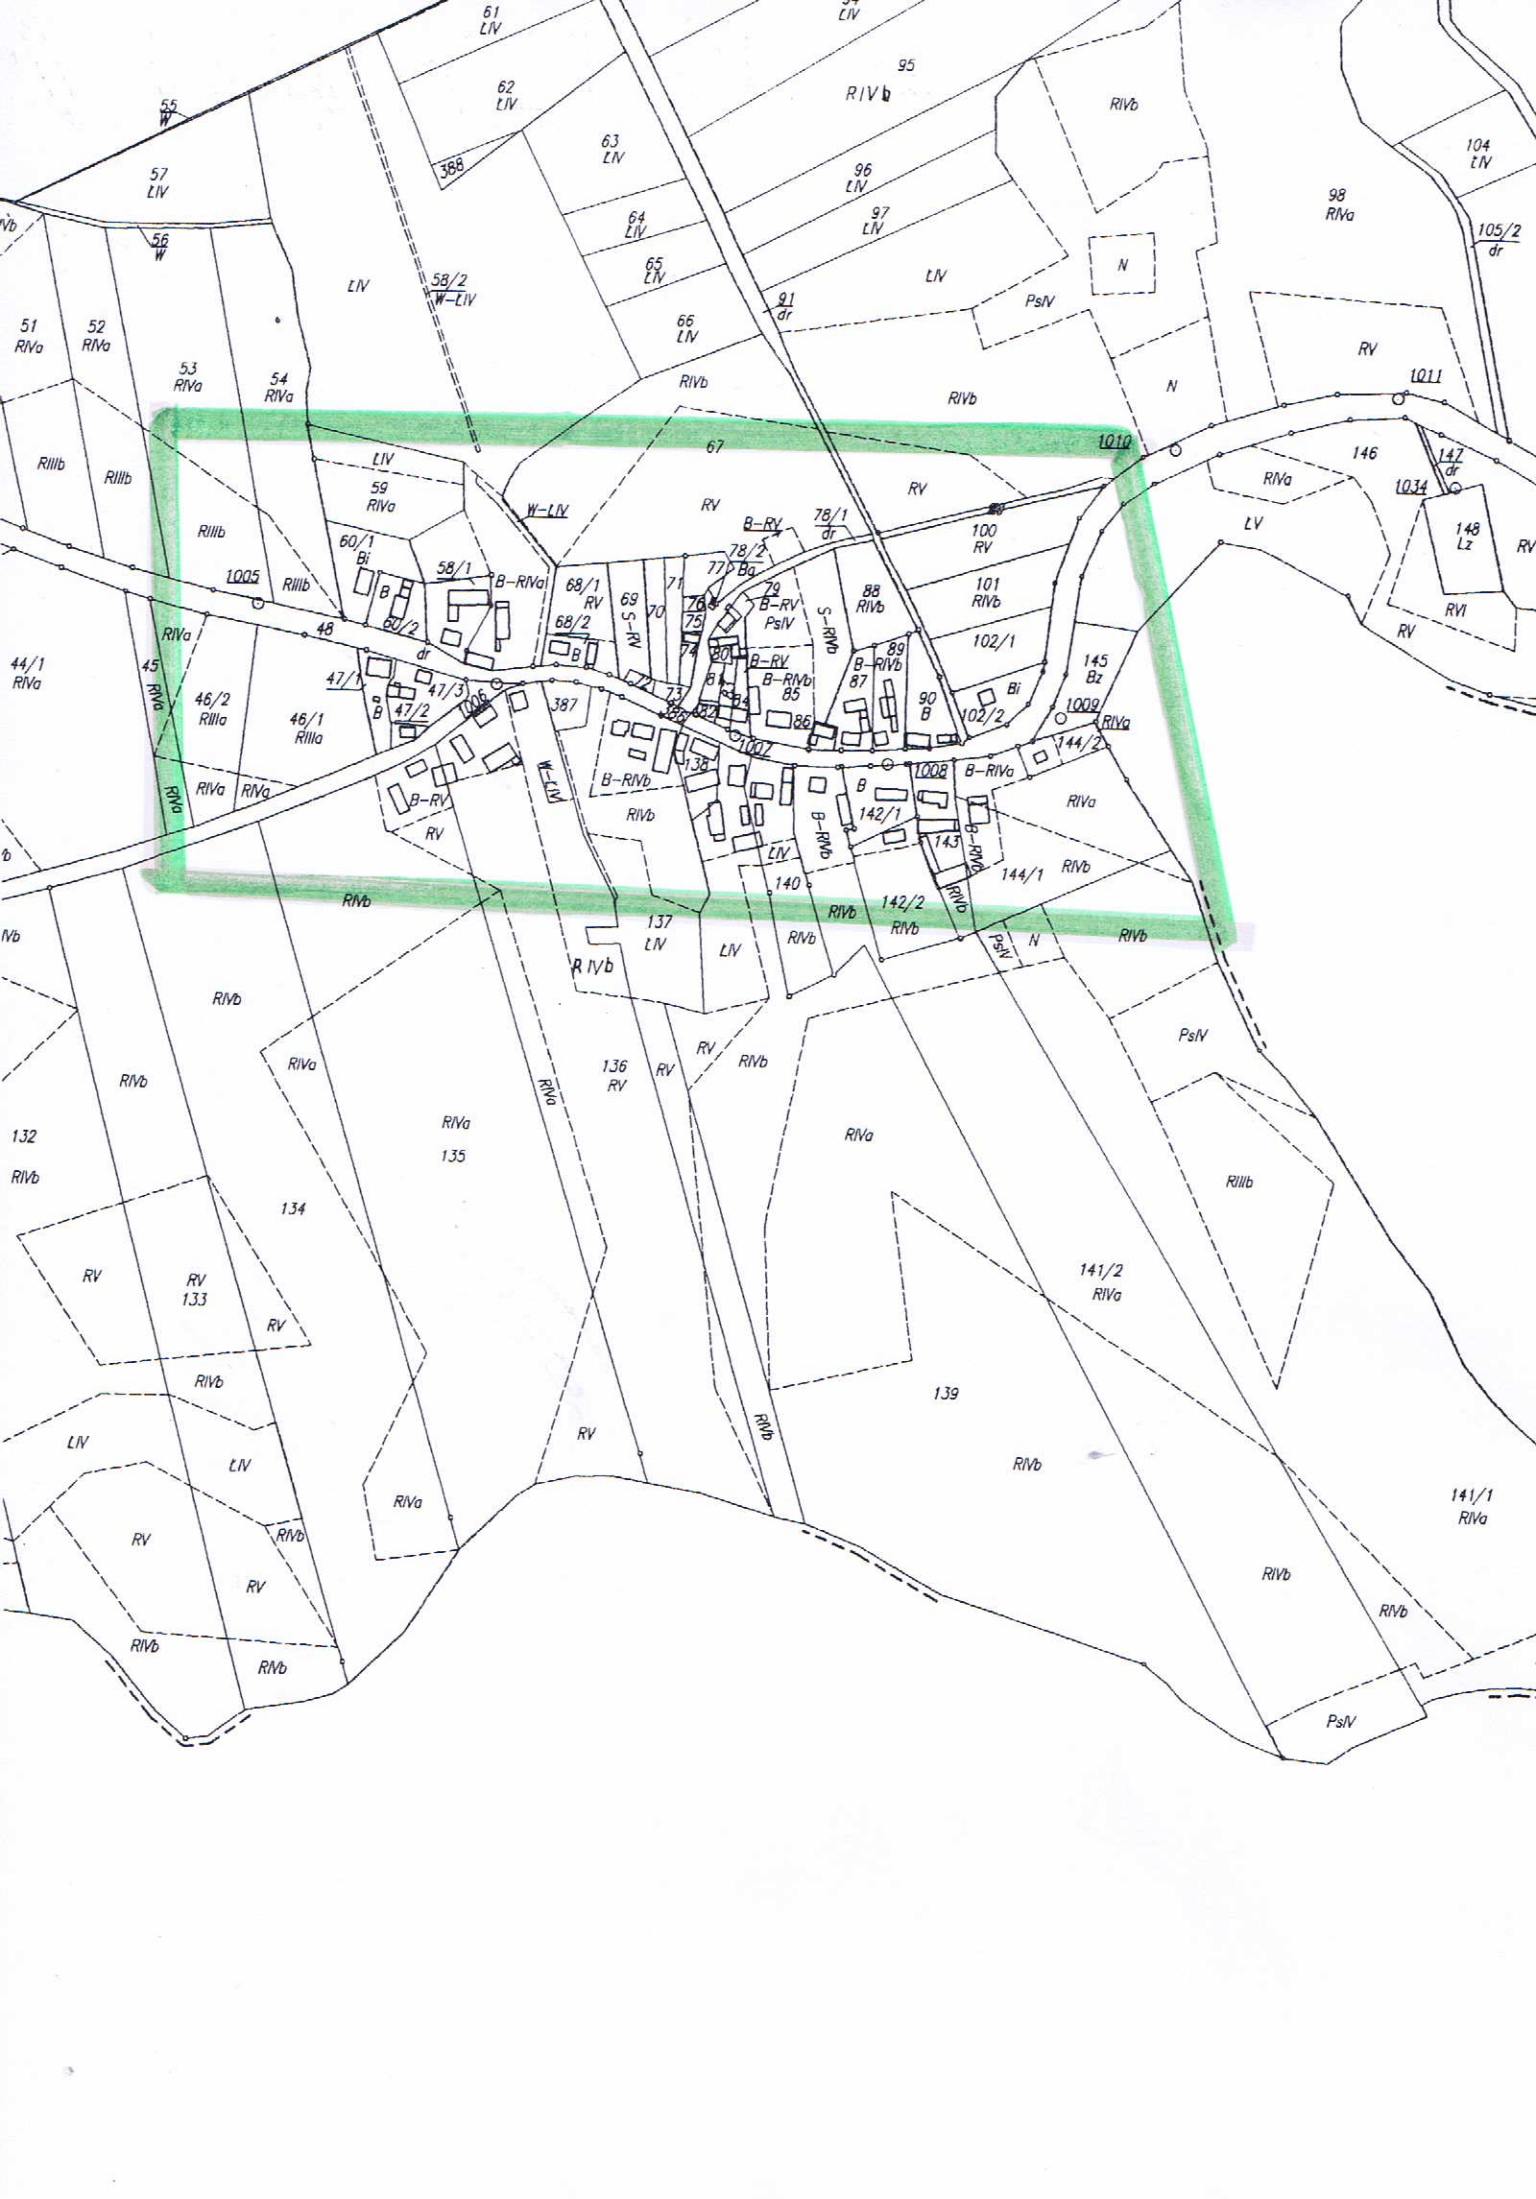 61
ŁIV
ŁIV
62
ŁIV
95
RIVb
RIVb
55
W
63
ŁIV
104
ŁIV
388
57
ŁIV
96
ŁIV
98
RIVa
97
ŁIV
64
ŁIV
105/2
dr
56
W
65
ŁIV
N
ŁIV
ŁIV
58/2
W-ŁIV
PsIV
91
dr
66
ŁIV
51
RIVa
52
RIVa
RV
53
RIVa
54
RIVa
RIVb
N
1011
RIVb
1010
67
146
147
dr
RIIIb
RIIIb
ŁIV
59
RIVa
RV
RV
RIVa
1034
W-ŁIV
B-RV
78/1
dr
ŁV
148
Lz
RV
RIIIb
60/1
Bi
100
RV
78/2
Ba
77
58/1
B-RIVa
68/1
RV
71
1005
RIIIb
B
69
S-RV
70
76
79
B-RV
PsIV
S-RIVb
88
RIVb
101
RIVb
RVI
RV
75
48
60/2
dr
68/2
B
74
80
89
102/1
RIVa
44/1
RIVa
45
RIVa
B-RV
B-RIVb
B-RIVb
87
145
Bz
47/1
47/3
72
81
85
Bi
46/2
RIIIa
46/1
RIIIa
B
47/2
387
73
82
84
86
90
B
102/2
1009
RIVa
144/2
1007
138
1008
B-RIVa
W-ŁIV
B-RIVb
B
RIVa
RIVa
RIVa
RIVa
B-RV
RV
RIVb
B-RIVb
142/1
143
B-RIVb
RIVa
ŁIV
140
144/1
RIVb
RIVb
142/2
RIVb
RIVb
RIVb
RIVb
137
ŁIV
ŁIV
RIVb
PsIV
N
RIVb
RIVb
RIVb
RIVb
PsIV
RIVa
136
RV
RV
RV
RIVb
RIVb
RIVa
132
RIVb
RIVa
135
RIVa
RIIIb
134
RV
RV
133
RV
141/2
RIVa
RIVb
139
RIVb
ŁIV
ŁIV
RV
RIVb
RIVa
141/1
RIVa
RV
RIVb
RV
RIVb
RIVb
RIVb
RIVb
PsIV